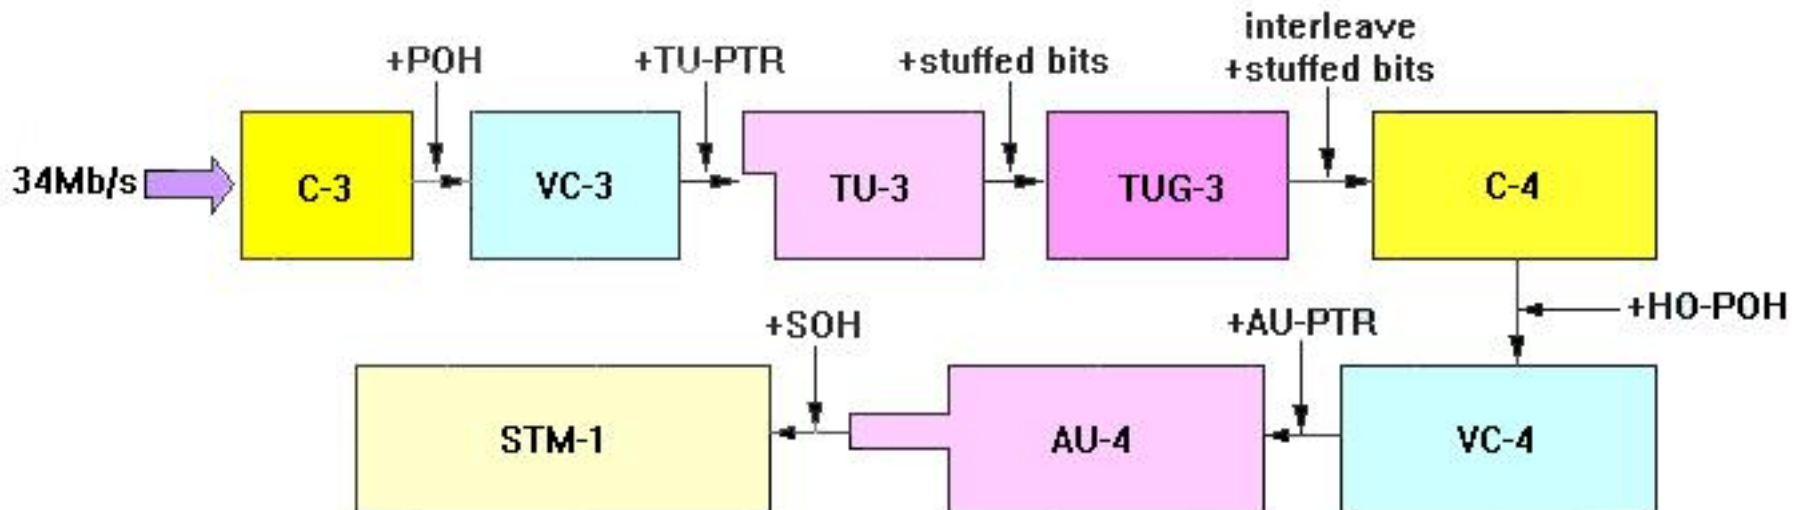 interleave
+POH
+TU-PTR
+stuffed bits
+stuffed bits
34Mb/s
C-3
VC-3
TU-3
TUG-3
C-4
+HO-POH
+SOH
+AU-PTR
STM-1
AU-4
VC-4